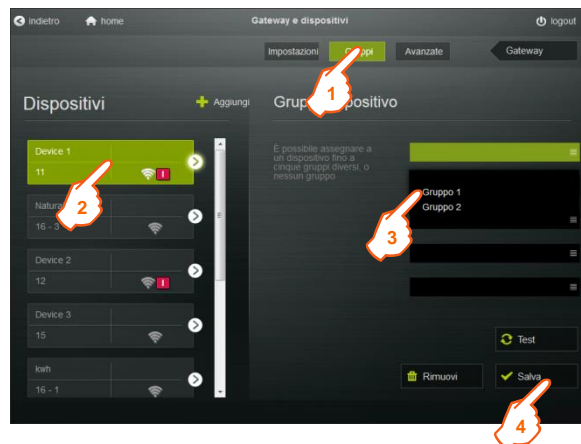 indietro
home
Gateway e dispositivi
logout
Impostazioni
Avanzate
Gateway
1
Dispositivi
Aggiungi
Device 1
11
I
2
16 - 3
Device 2
12
I
Device 3
15
kwh
16 - 1
È possibile assegnare a
un dispositivo fino a
cinque gruppi diversi, o
nessun gruppo
Gruppo 1
Gruppo 2
3
Test
Rimuovi
Salva
4